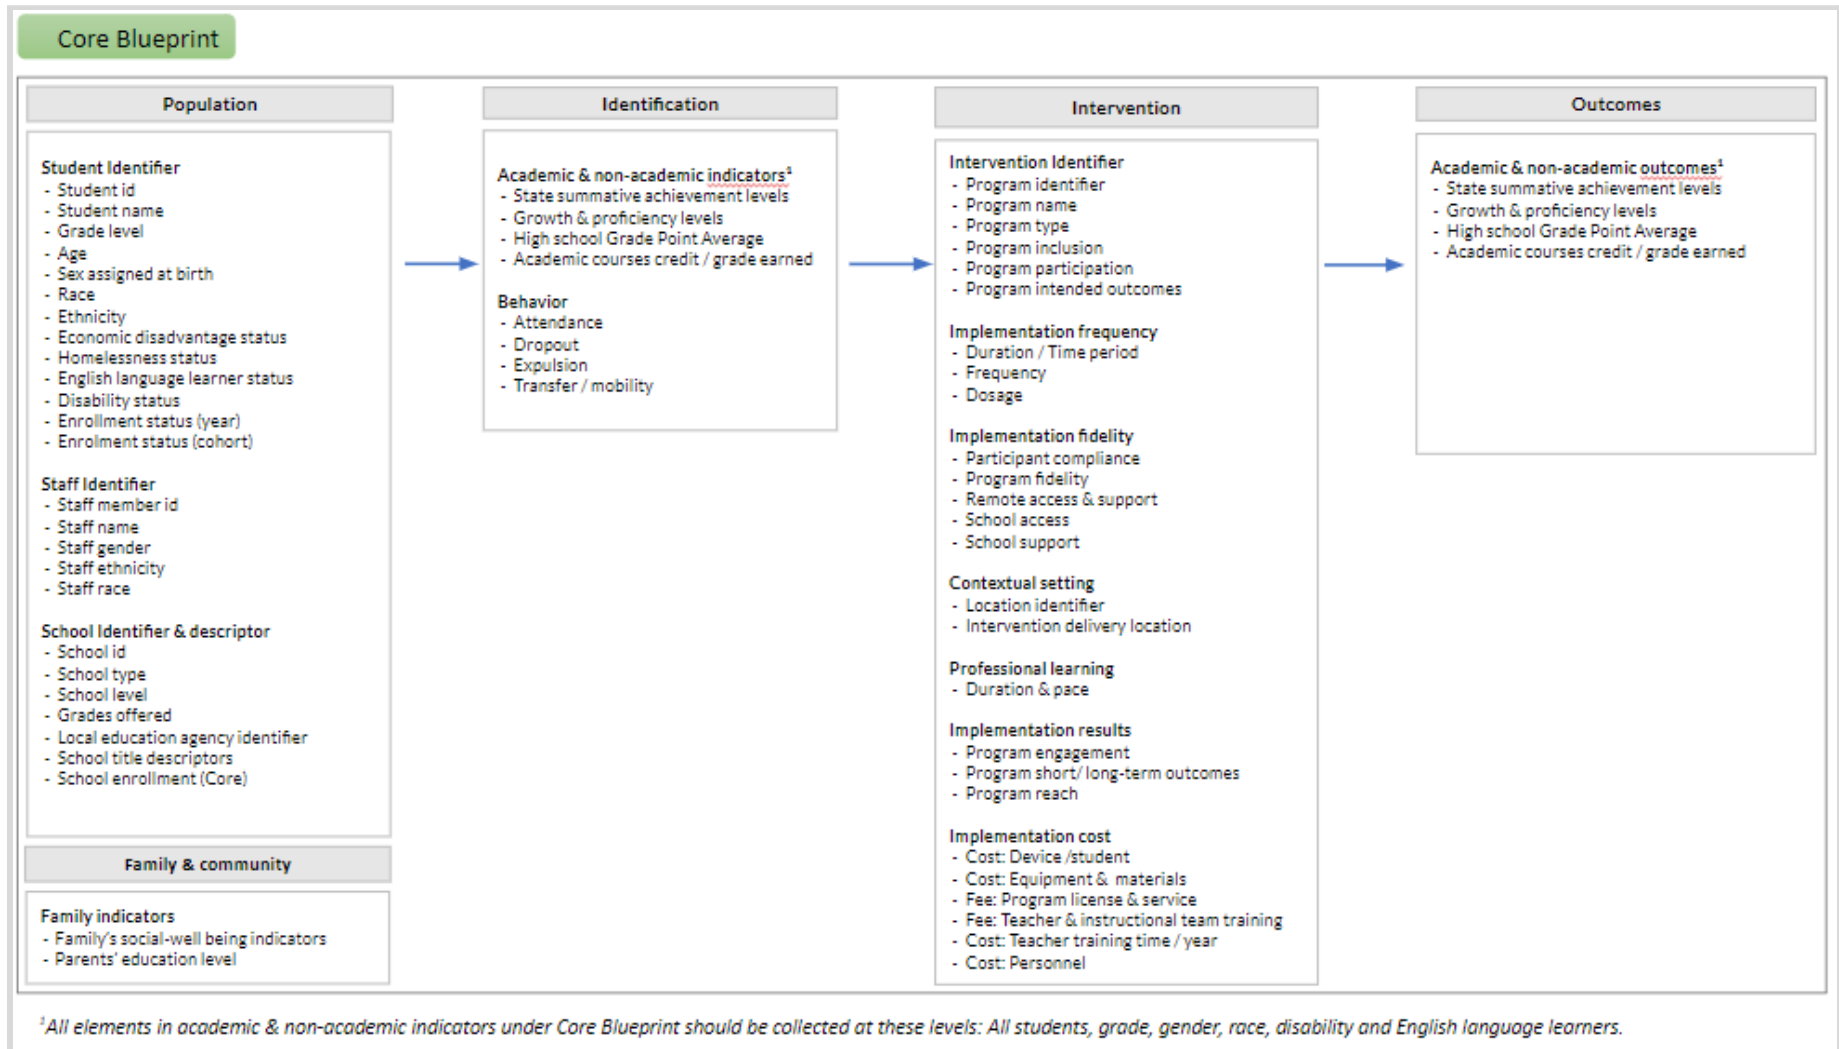 Core Blueprint
Population
Student Identifier
- Student id
- Student name
- Grade level
- Age
- Sex assigned at birth
- Race
- Ethnicity
- Economic disadvantage status
- Homelessness status
- English language learner status
- Disability status
- Enrollment status (year)
- Enrolment status (cohort)
Staff Identifier
- Staff member id
- Staff name
- Staff gender
- Staff ethnicity
- Staff race
School Identifier & descriptor
- School id
- School type
- School level
- Grades offered
- Local education agency identifier
- School title descriptors
- School enrollment (Core)
Family & community
Family indicators
- Family's social-well being indicators
- Parents' education level
Identification
Academic & non-academic indicators¹
- State summative achievement levels
- Growth & proficiency levels
- High school Grade Point Average
- Academic courses credit / grade earned
Behavior
- Attendance
- Dropout
- Expulsion
- Transfer / mobility
Intervention
Intervention Identifier
- Program identifier
- Program name
- Program type
- Program inclusion
- Program participation
- Program intended outcomes
Implementation frequency
- Duration / Time period
- Frequency
- Dosage
Implementation fidelity
- Participant compliance
- Program fidelity
- Remote access & support
- School access
- School support
Contextual setting
- Location identifier
- Intervention delivery location
Professional learning
- Duration & pace
Implementation results
- Program engagement
- Program short/ long-term outcomes
- Program reach
Implementation cost
- Cost: Device /student
- Cost: Equipment & materials
- Fee: Program license & service
- Fee: Teacher & instructional team training
- Cost: Teacher training time / year
- Cost: Personnel
Outcomes
Academic & non-academic outcomes¹
- State summative achievement levels
- Growth & proficiency levels
- High school Grade Point Average
- Academic courses credit / grade earned
¹All elements in academic & non-academic indicators under Core Blueprint should be collected at these levels: All students, grade, gender, race, disability and English language learners.